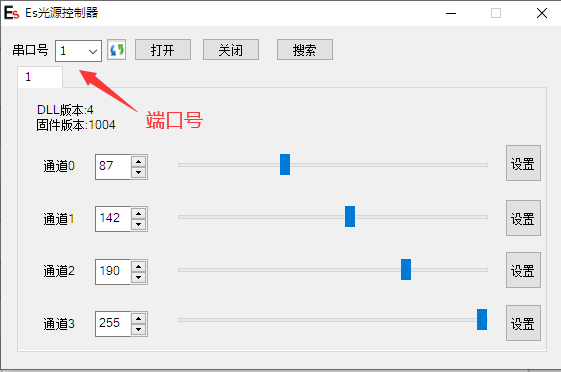 Es Es光源控制器
串口号 1 打开 关闭 搜索
1
端口号
DLL版本:4
固件版本:1004
通道0 87 设置
通道1 142 设置
通道2 190 设置
通道3 255 设置